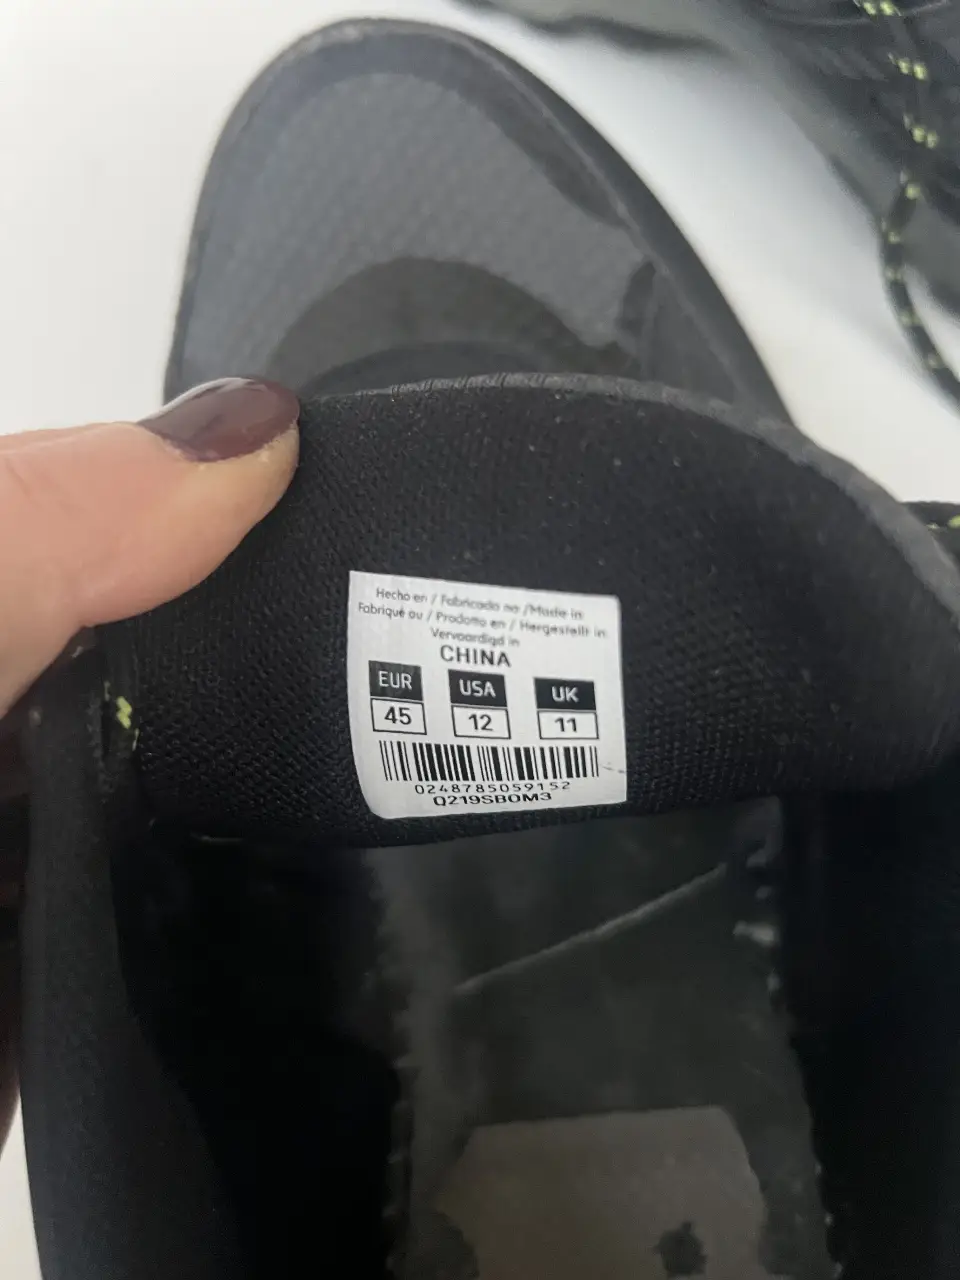 Hecho en / Fabricado no /Made in
Fabriqué au / Prodotto en / Hergestellt in
Vervaardigd in
CHINA
EUR USA UK
45 12 11
0248785059152
Q219SBOM3